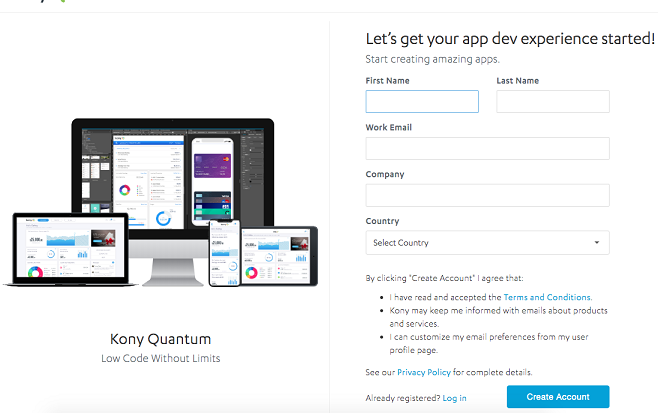 Let's get your app dev experience started!
Start creating amazing apps.
First Name
Last Name
Work Email
Company
Country
Select Country
By clicking "Create Account" I agree that:
• I have read and accepted the Terms and Conditions.
• Kony may keep me informed with emails about products
and services.
• I can customize my email preferences from my user
profile page.
See our Privacy Policy for complete details.
Already registered? Log in
Create Account
Kony Quantum
Low Code Without Limits